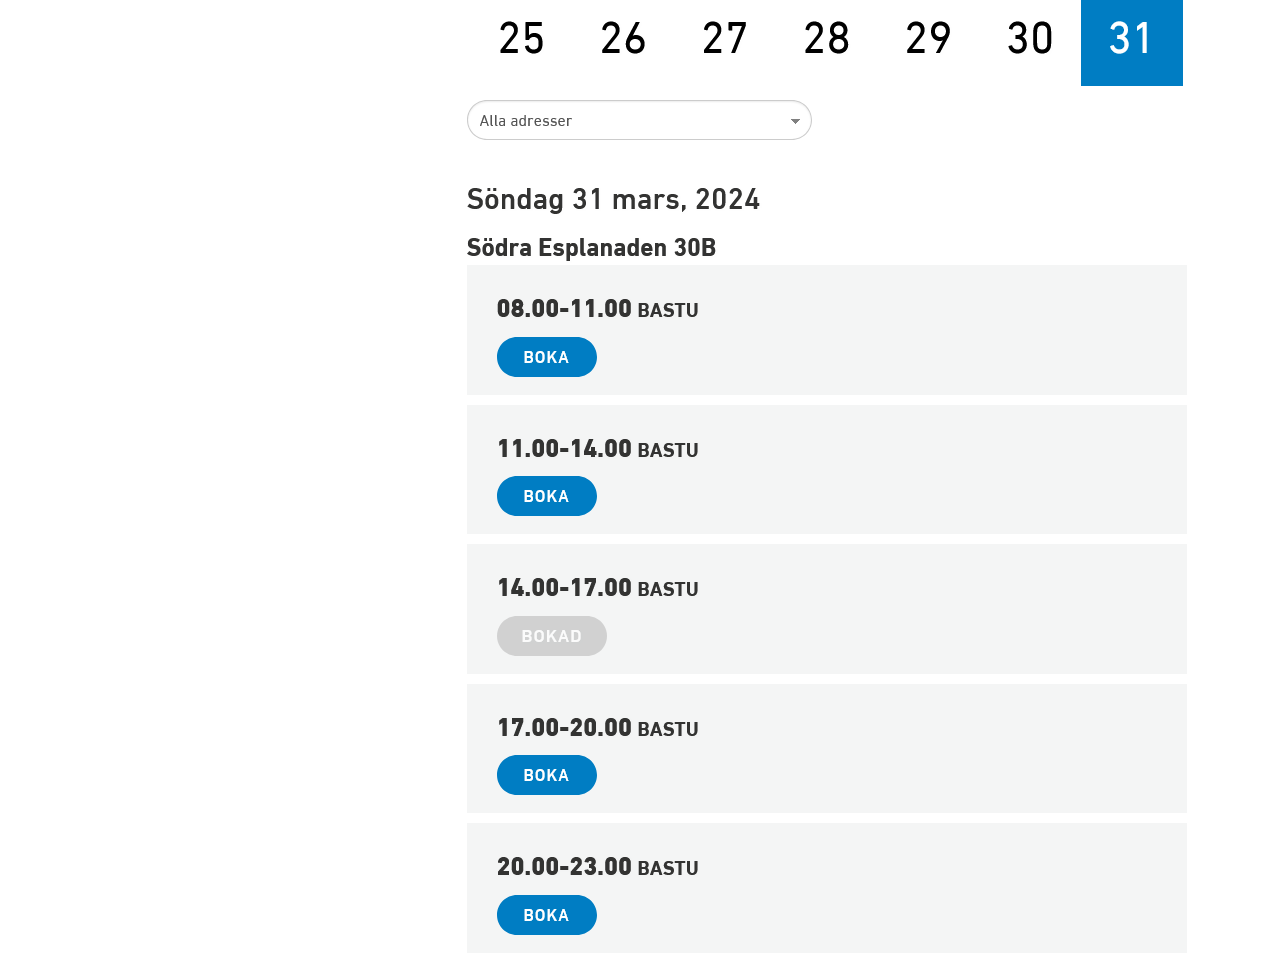 25 26 27 28 29 30 31
Alla adresser
Söndag 31 mars, 2024
Södra Esplanaden 30B
08.00-11.00 BASTU
BOKA
11.00-14.00 BASTU
BOKA
14.00-17.00 BASTU
BOKAD
17.00-20.00 BASTU
BOKA
20.00-23.00 BASTU
BOKA